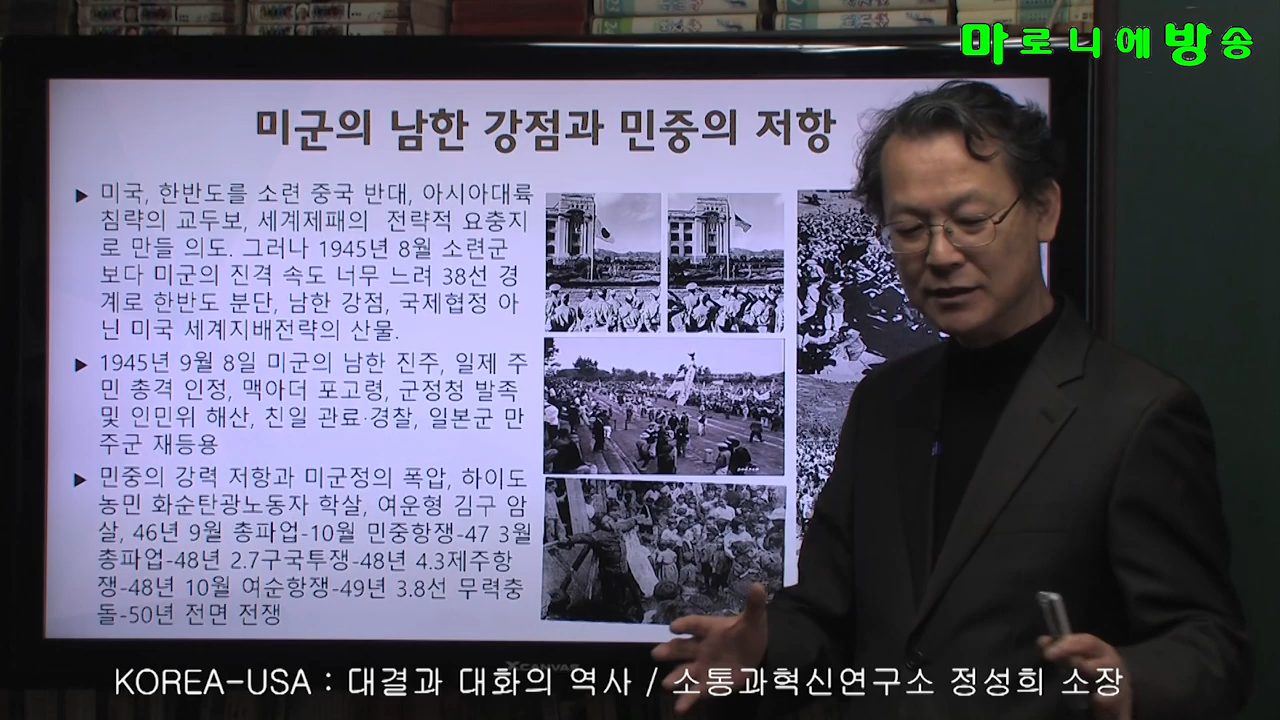 마로니에방송
미군의 남한 강점과 민중의 저항
▶ 미국, 한반도를 소련 중국 반대, 아시아대륙
침략의 교두보, 세계제패의 전략적 요충지
로 만들 의도. 그러나 1945년 8월 소련군
보다 미군의 진격 속도 너무 느려 38선 경
계로 한반도 분단, 남한 강점, 국제협정 아
닌 미국 세계지배전략의 산물.
▶ 1945년 9월 8일 미군의 남한 진주, 일제 주
민 총격 인정, 맥아더 포고령, 군정청 발족
및 인민위 해산, 친일 관료·경찰, 일본군 만
주군 재등용
▶ 민중의 강력 저항과 미군정의 폭압, 하이도
농민 화순탄광노동자 학살, 여운형 김구 암
살, 46년 9월 총파업-10월 민중항쟁-47 3월
총파업-48년 2.7구국투쟁-48년 4.3제주항
쟁-48년 10월 여순항쟁-49년 3.8선 무력충
돌-50년 전면 전쟁
XCANVAS
KOREA-USA : 대결과 대화의 역사 / 소통과혁신연구소 정성희 소장